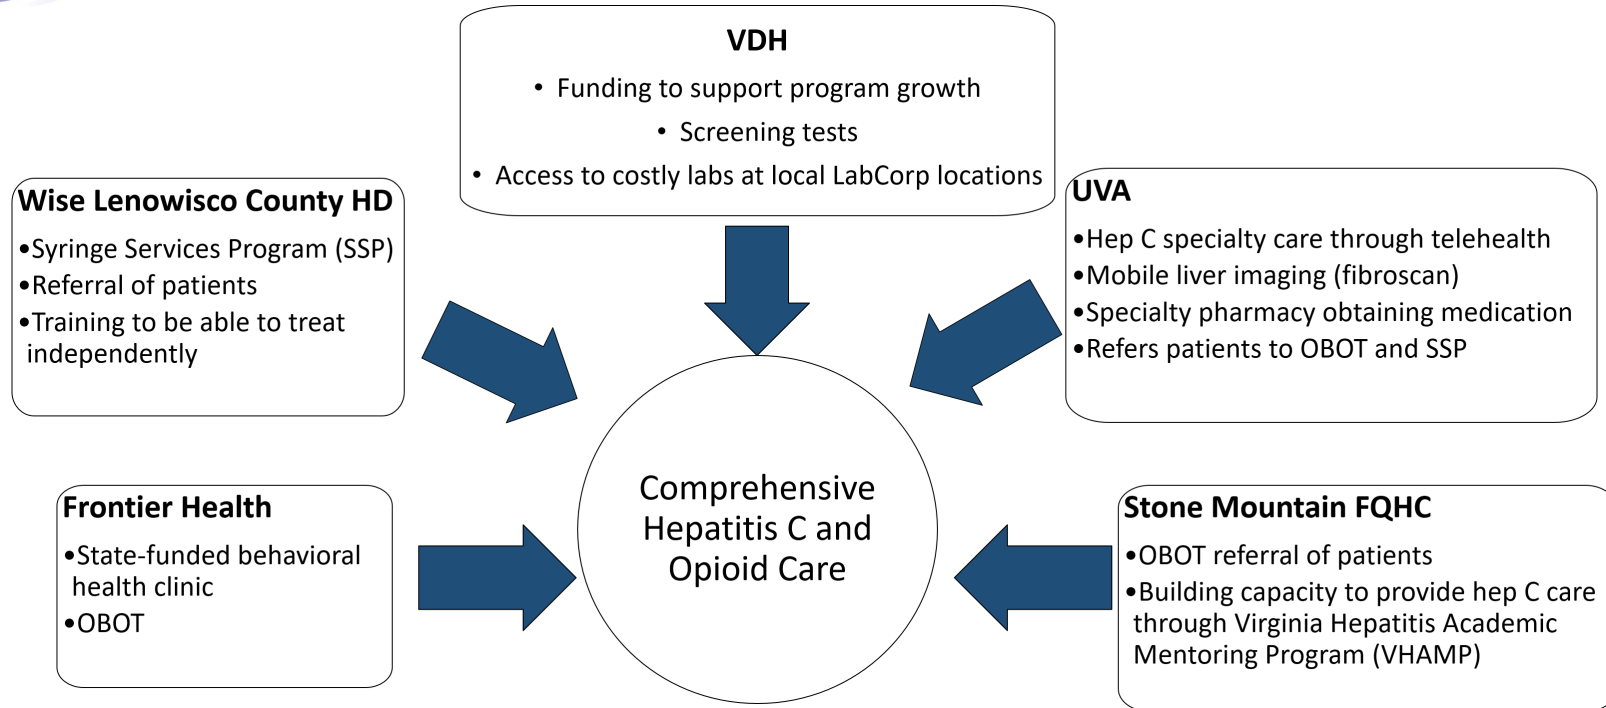 VDH
• Funding to support program growth
• Screening tests
• Access to costly labs at local LabCorp locations
Wise Lenowisco County HD
•Syringe Services Program (SSP)
•Referral of patients
•Training to be able to treat
independently
UVA
•Hep C specialty care through telehealth
•Mobile liver imaging (fibroscan)
•Specialty pharmacy obtaining medication
•Refers patients to OBOT and SSP
Frontier Health
•State-funded behavioral
health clinic
•OBOT
Comprehensive
Hepatitis C and
Opioid Care
Stone Mountain FQHC
•OBOT referral of patients
•Building capacity to provide hep C care
through Virginia Hepatitis Academic
Mentoring Program (VHAMP)